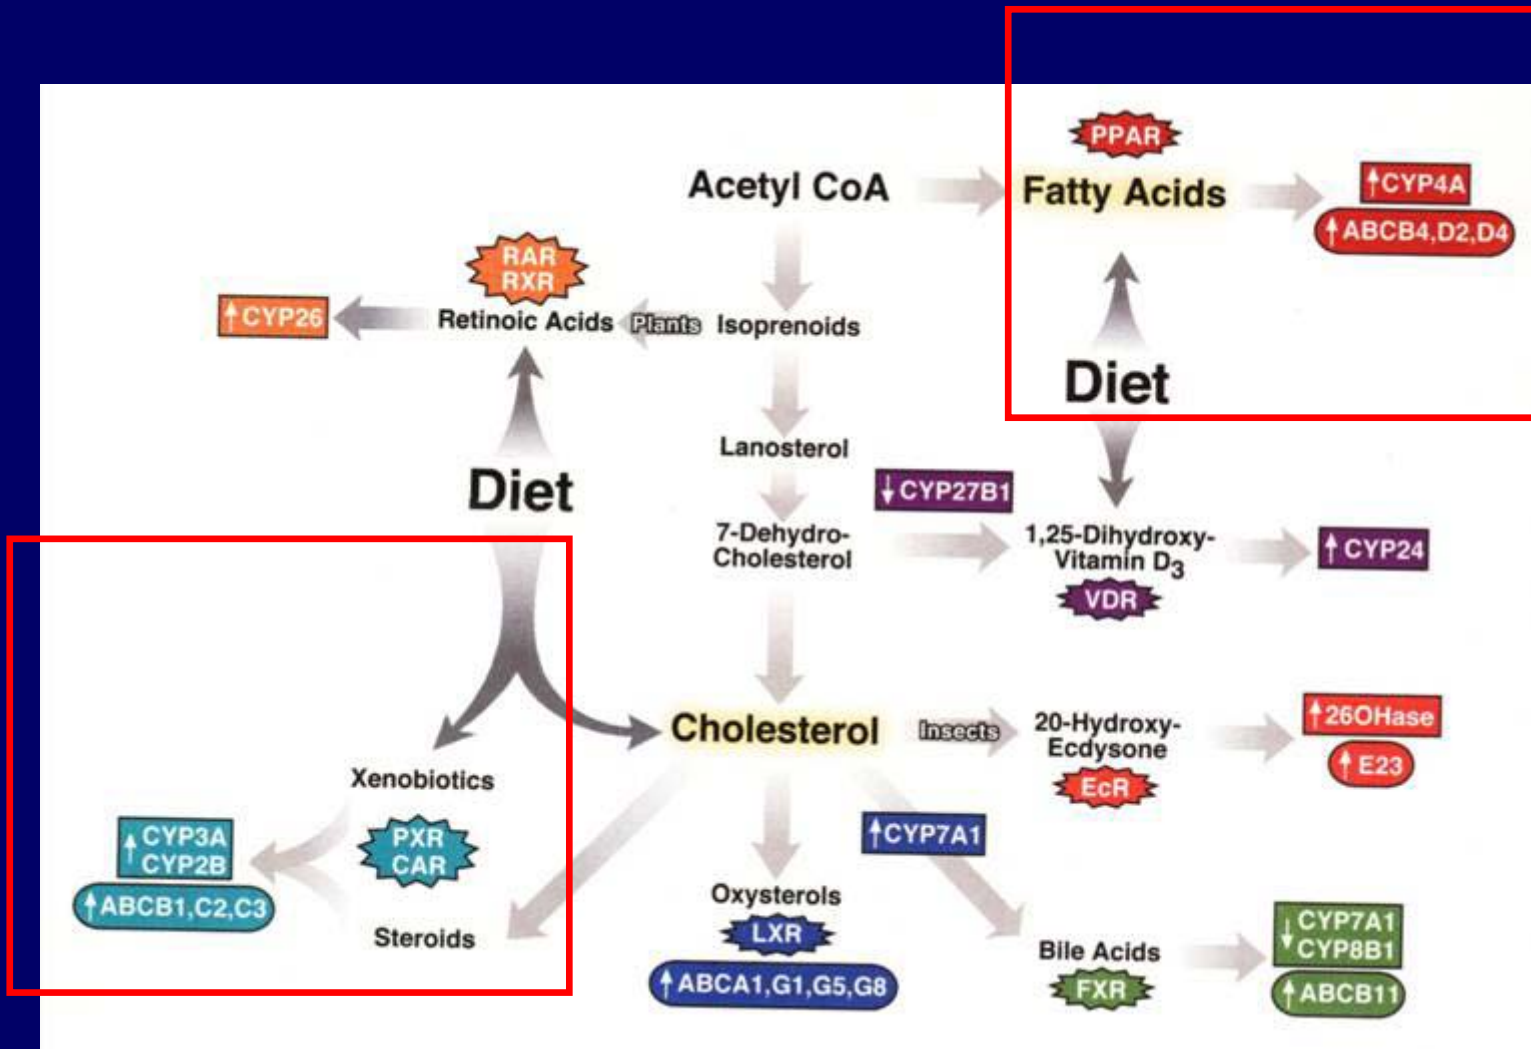 PPAR
Acetyl CoA
Fatty Acids
↑CYP4A
↑ABCB4,D2,D4
RAR
RXR
↑CYP26
Retinoic Acids
Plants
Isoprenoids
Diet
Lanosterol
Diet
↓CYP27B1
7-Dehydro-
Cholesterol
1,25-Dihydroxy-
Vitamin D3
VDR
↑CYP24
Cholesterol
Insects
20-Hydroxy-
Ecdysone
EcR
↑26OHase
↑E23
Xenobiotics
↑CYP3A
CYP2B
PXR
CAR
↑ABCB1,C2,C3
Steroids
↑CYP7A1
Oxysterols
LXR
↑ABCA1,G1,G5,G8
Bile Acids
FXR
↓CYP7A1
CYP8B1
↑ABCB11